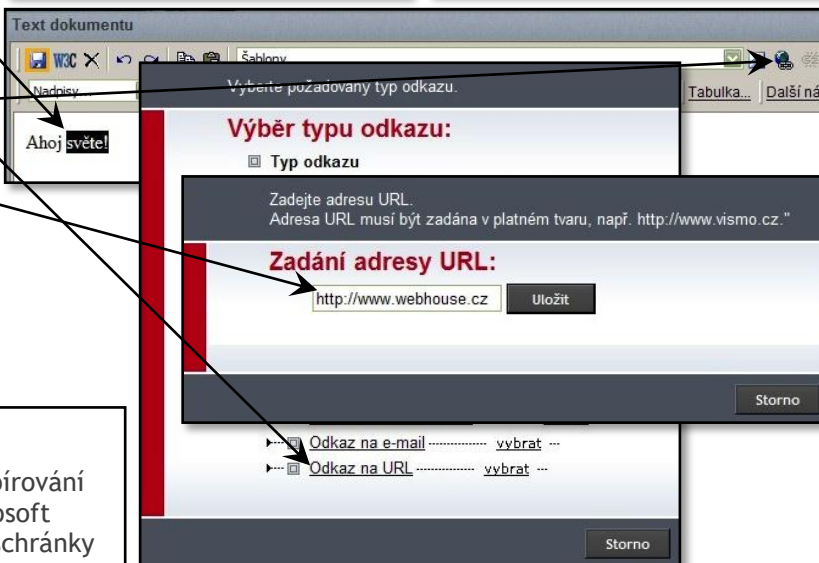 Text dokumentu
W3C
Šablony
Nadpisy...
Tabulka...
Další ná
Ahoj světe!
Vyberte požadovaný typ odkazu.
Výběr typu odkazu:
Typ odkazu
Zadejte adresu URL.
Adresa URL musí být zadána v platném tvaru, např. http://www.vismo.cz."
Zadání adresy URL:
http://www.webhouse.cz
Uložit
Storno
Odkaz na e-mail vybrat
Odkaz na URL vybrat
Storno
pírování
osoft
schránky